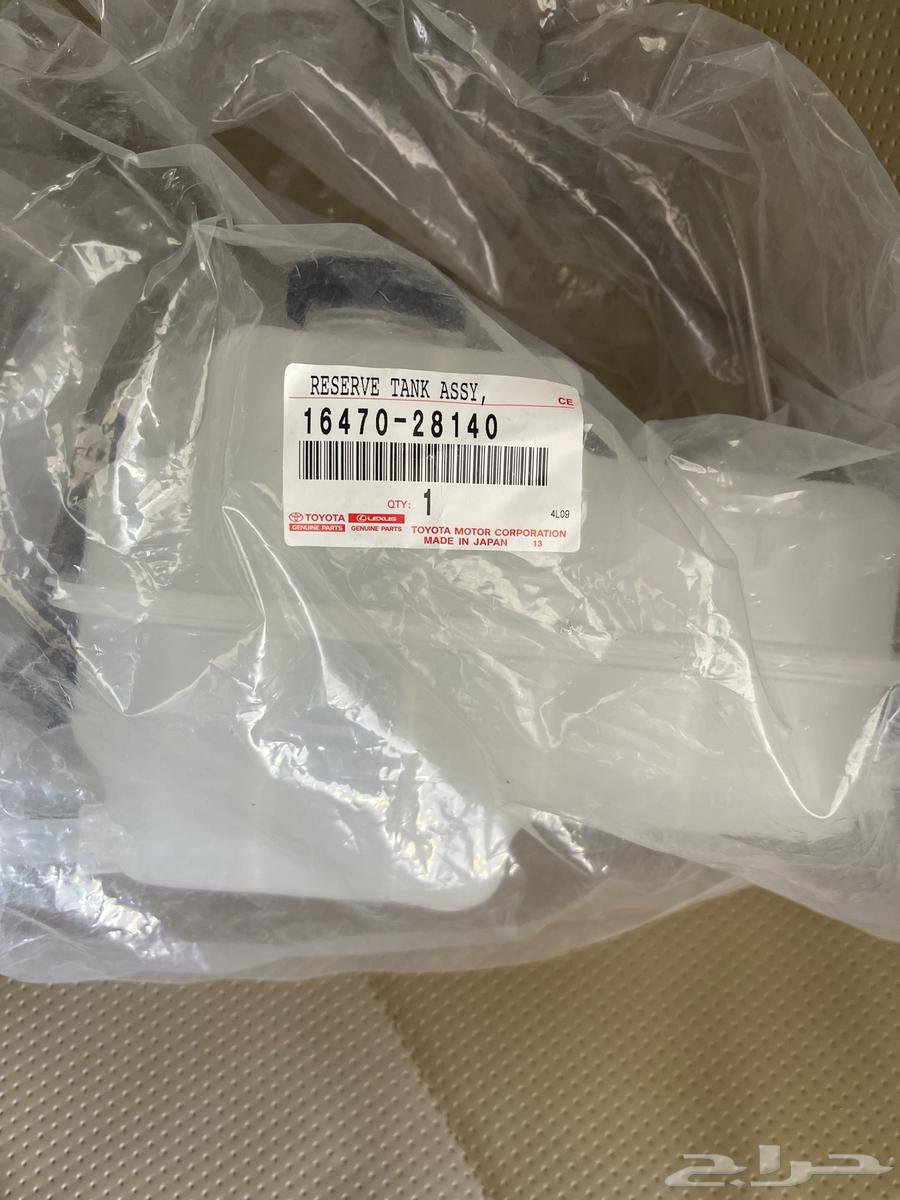 RESERVE TANK ASSY,
CE
16470-28140
QTY: 1
4L09
TOYOTA LEXUS
GENUINE PARTS GENUINE PARTS
TOYOTA MOTOR CORPORATION
MADE IN JAPAN 13
حراج